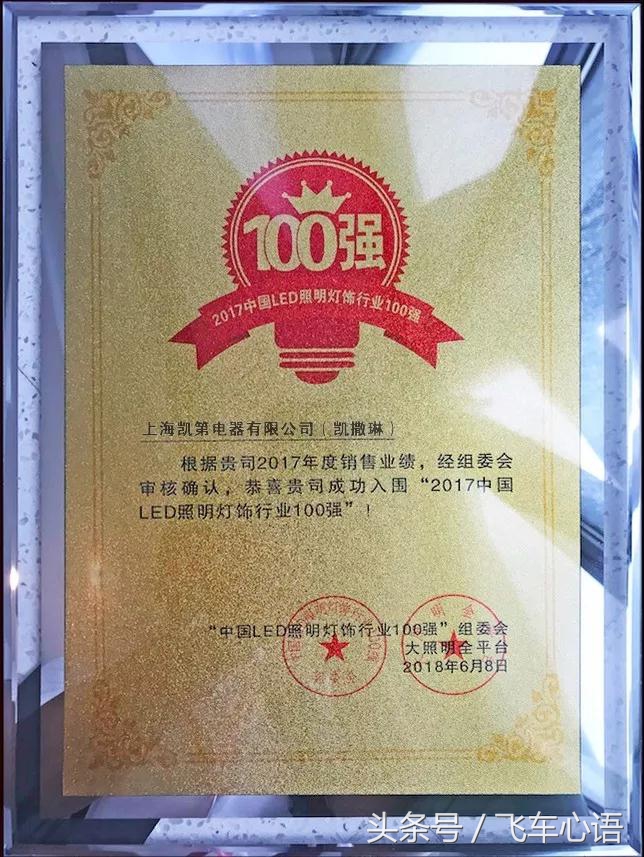 100强
2017中国LED照明灯饰行业100强
上海凯第电器有限公司（凯撒琳）
根据贵司2017年度销售业绩，经组委会
审核确认，恭喜贵司成功入围“2017中国
LED照明灯饰行业100强”！
“中国LED照明灯饰行业100强”组委会
大照明全平台
2018年6月8日
头条号／飞车心语